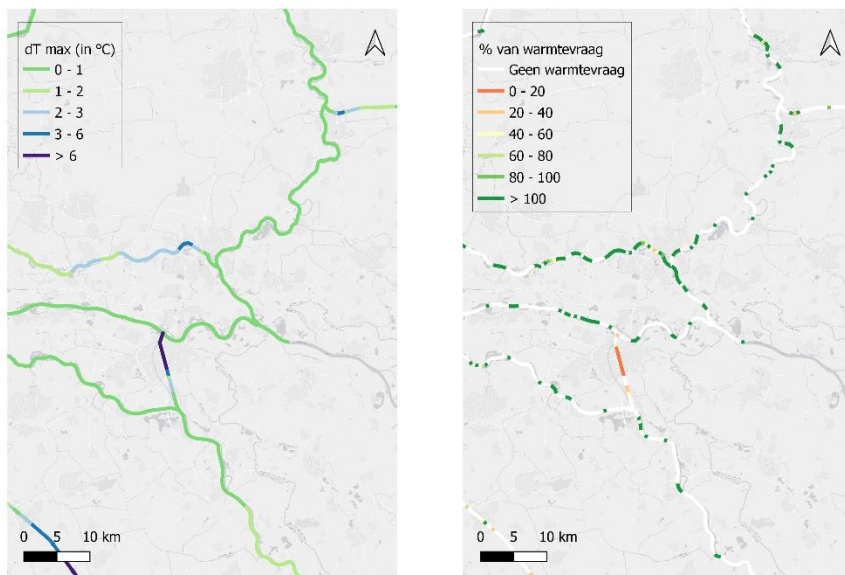 dT max (in °C)
0 - 1
1 - 2
2 - 3
3 - 6
> 6
0 5 10 km
% van warmtevraag
Geen warmtevraag
0 - 20
20 - 40
40 - 60
60 - 80
80 - 100
> 100
0 5 10 km